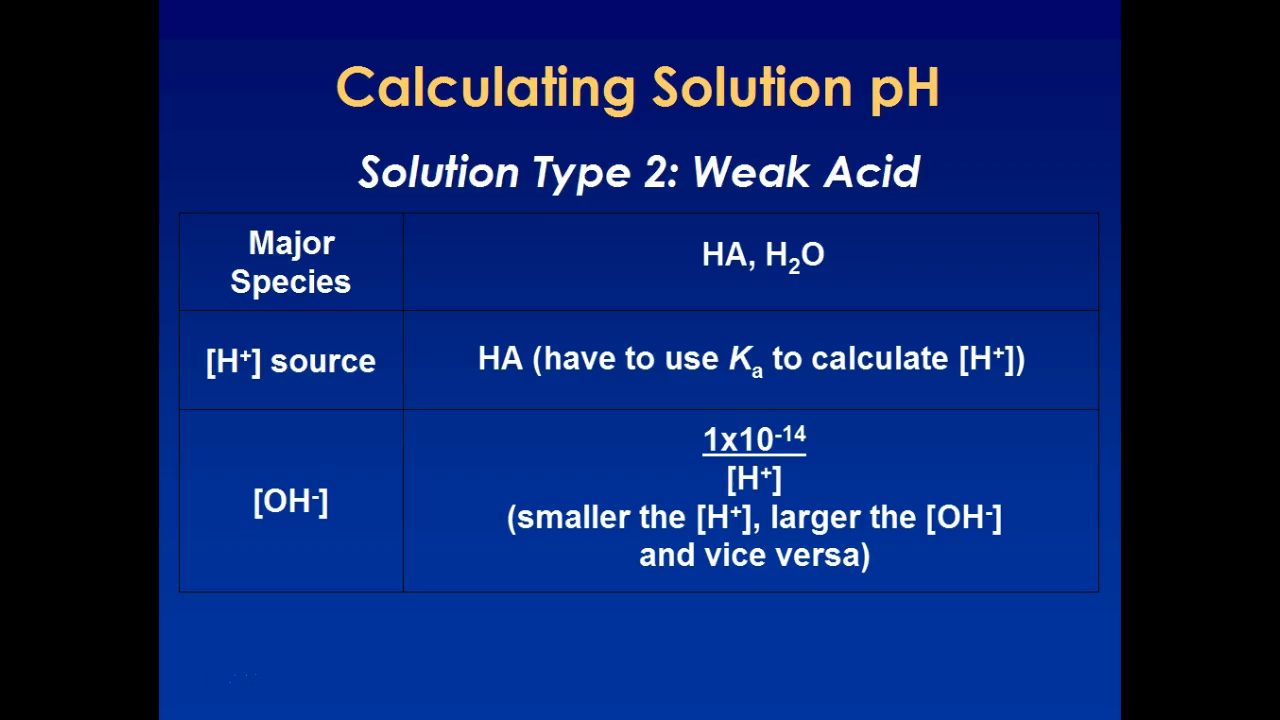 Calculating Solution pH
Solution Type 2: Weak Acid
Major
Species
HA, H₂O
[H⁺] source
HA (have to use Kₐ to calculate [H⁺])
[OH⁻]
1x10⁻¹⁴
[H⁺]
(smaller the [H⁺], larger the [OH⁻]
and vice versa)